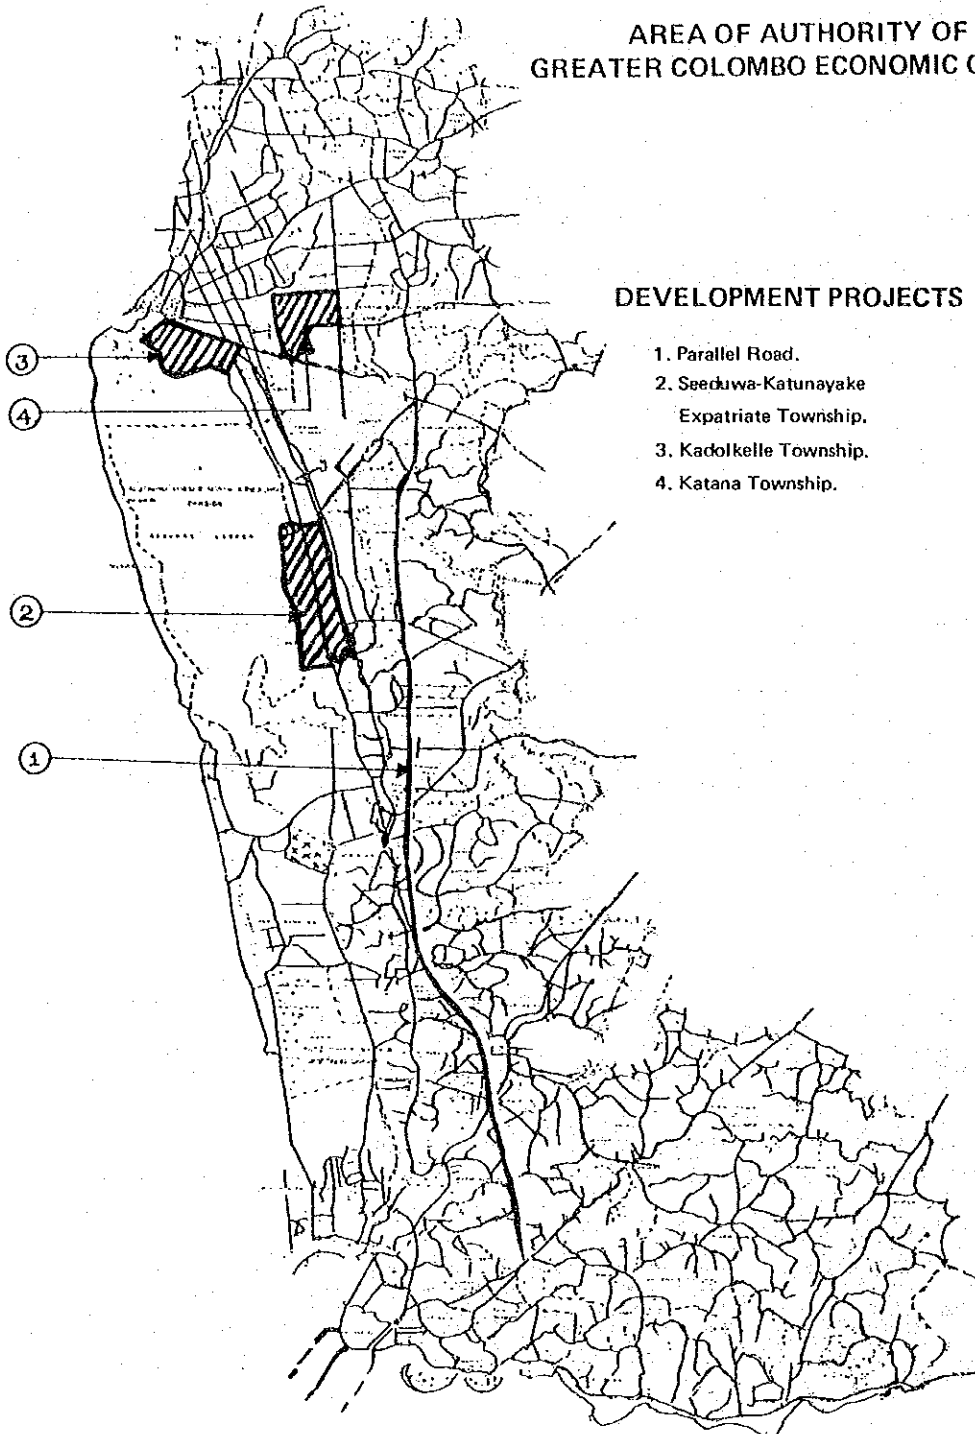 AREA OF AUTHORITY OF
GREATER COLOMBO ECONOMIC
DEVELOPMENT PROJECTS
1. Parallel Road.
2. Seeduwa-Katunayake
Expatriate Township.
3. Kadolkelle Township.
4. Katana Township.
3
4
2
1